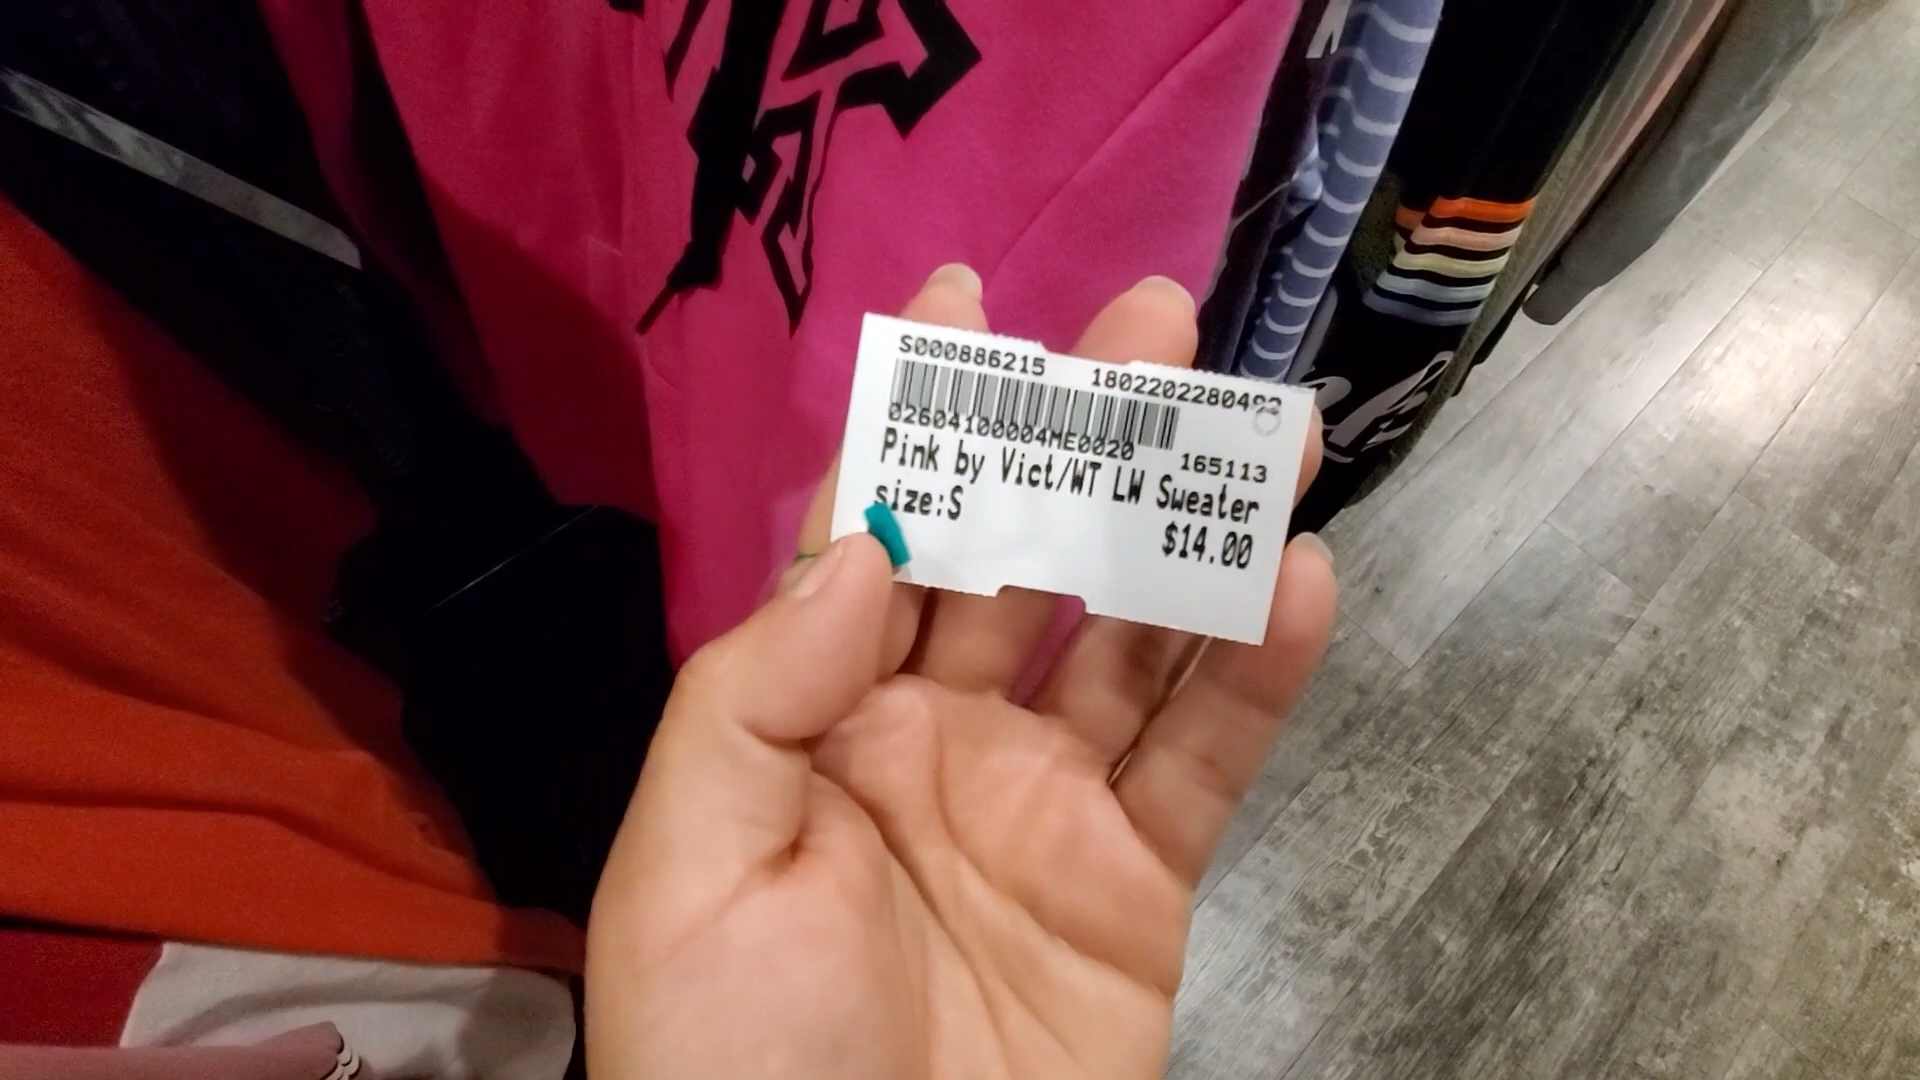 S000886215 1802202280492
02604100004ME0020 165113
Pink by Vict/WT LW Sweater
size:S
$14.00